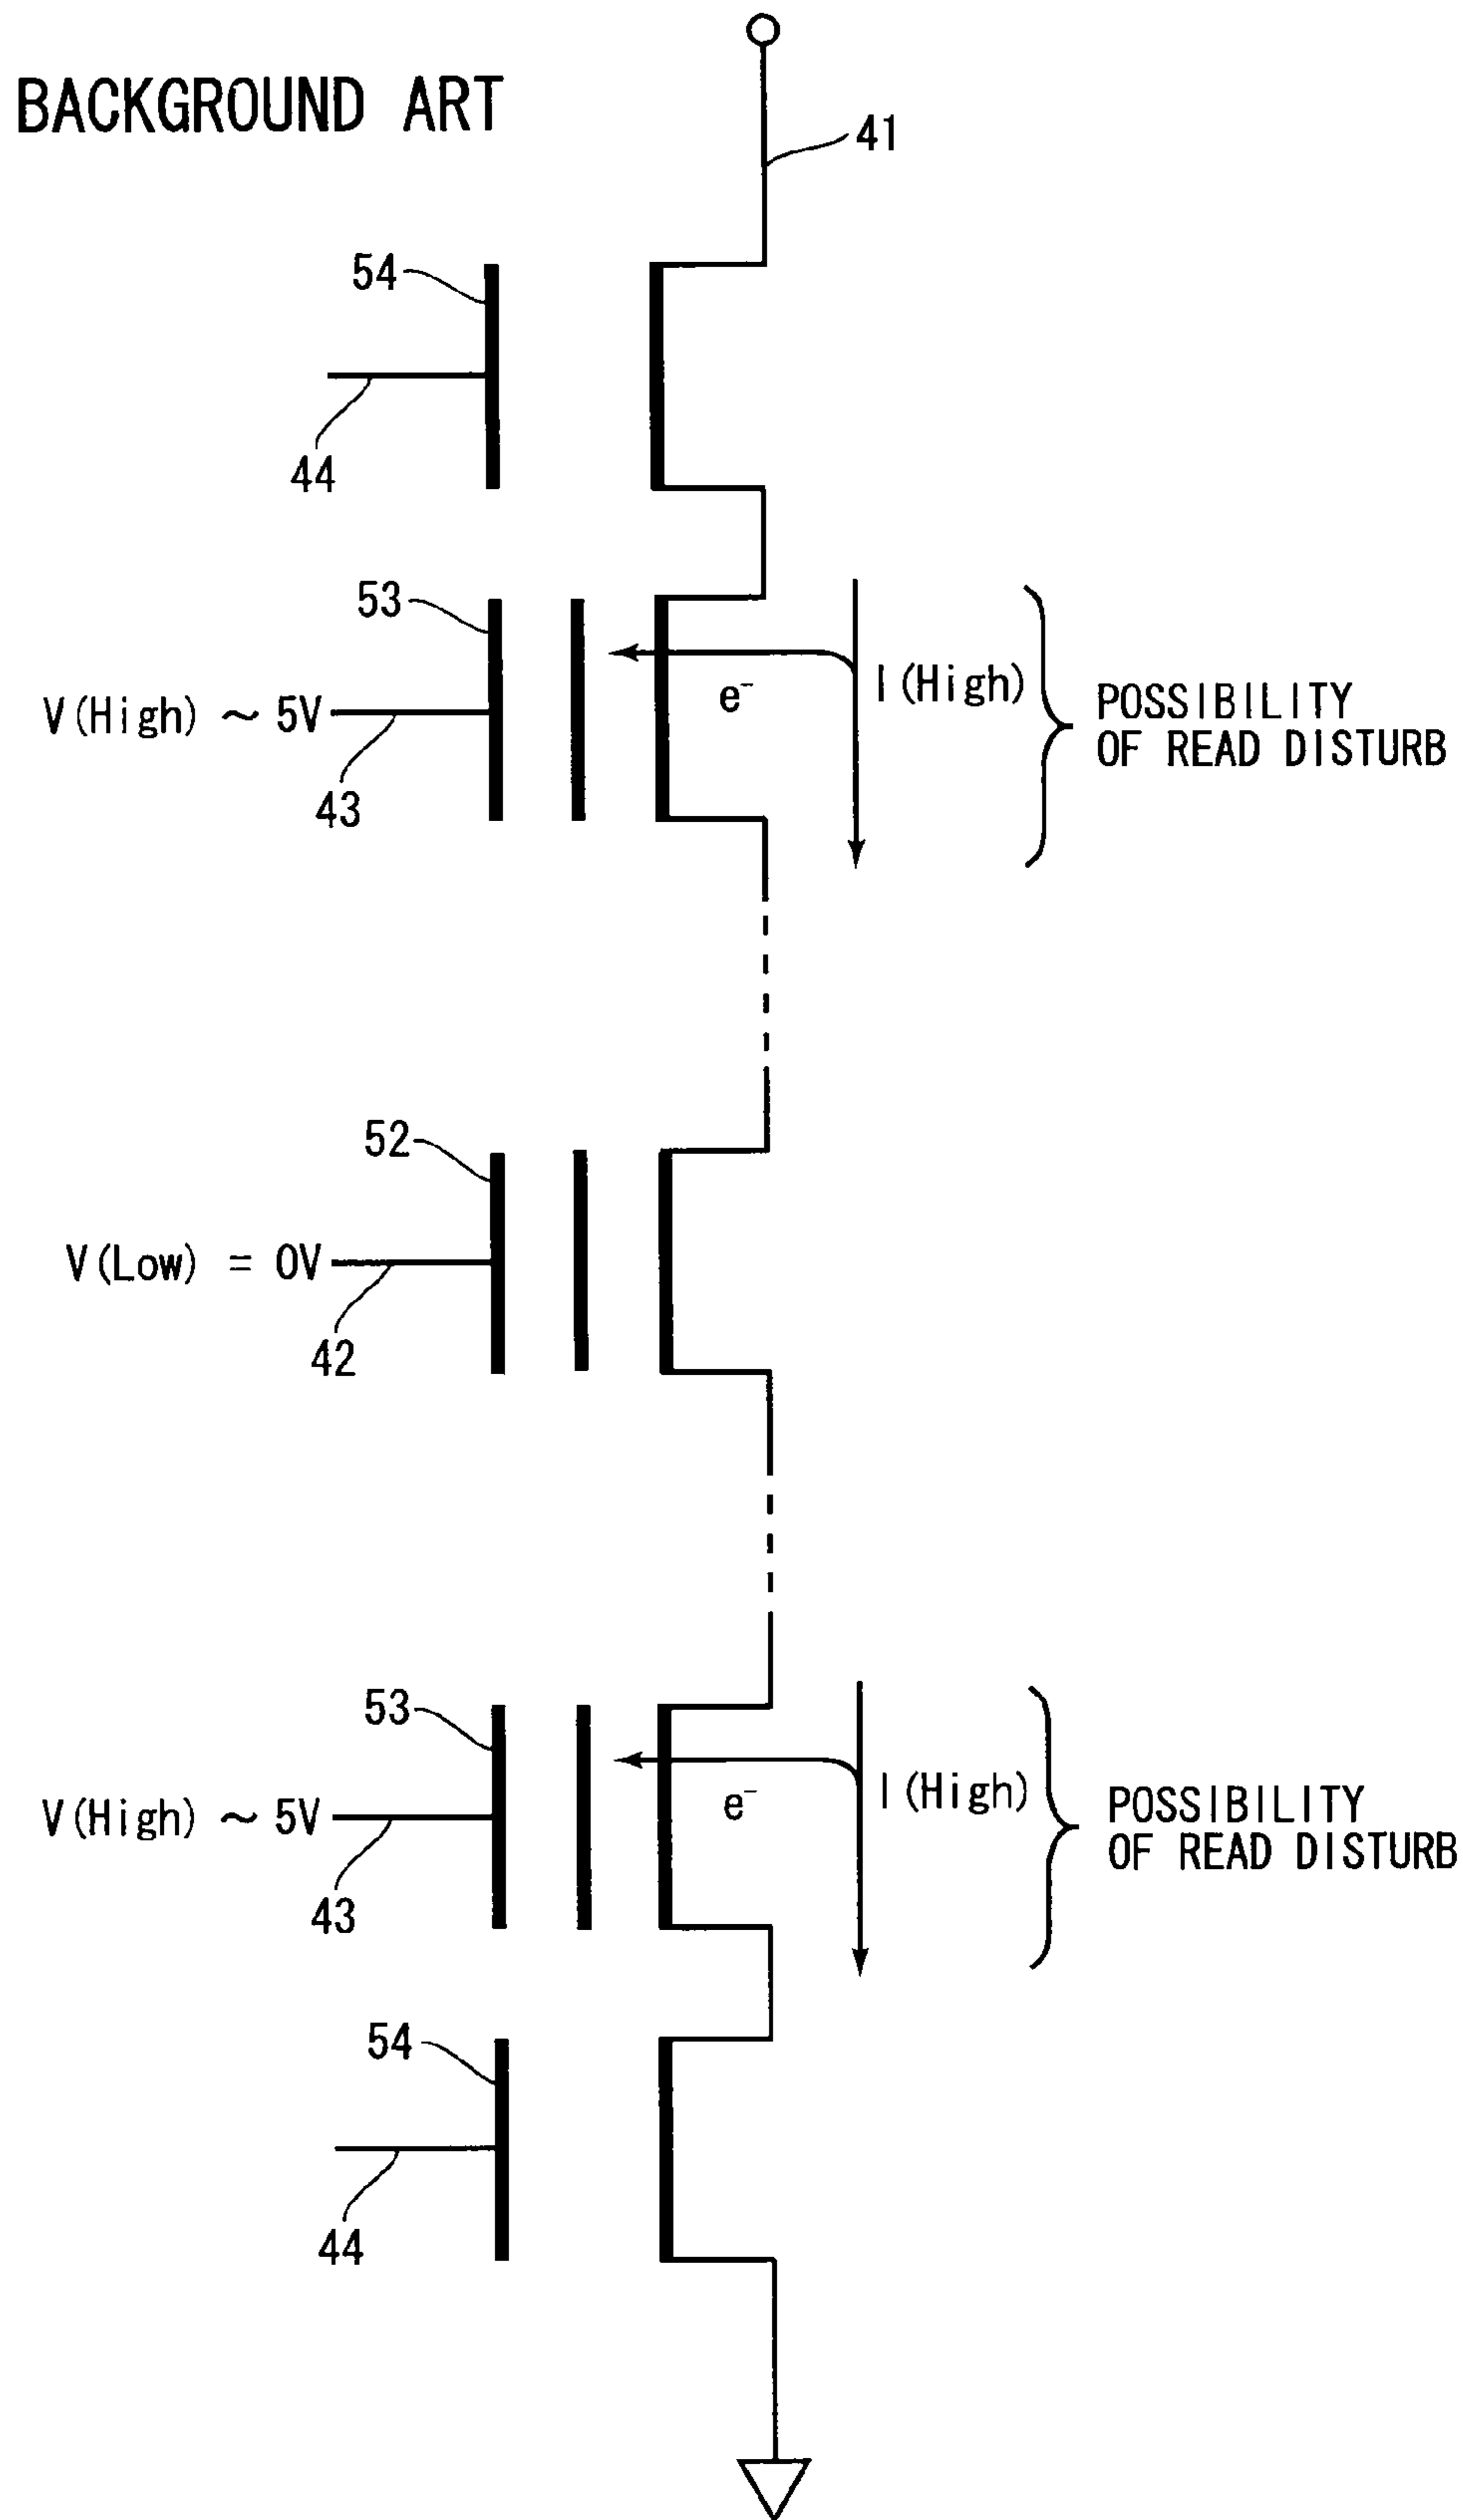 BACKGROUND ART
41
54
44
53
V(High) ~5V
e⁻
I(High)
POSSIBILITY
OF READ DISTURB
43
52
V(Low) = 0V
42
53
V(High) ~5V
e⁻
I(High)
POSSIBILITY
OF READ DISTURB
43
54
44